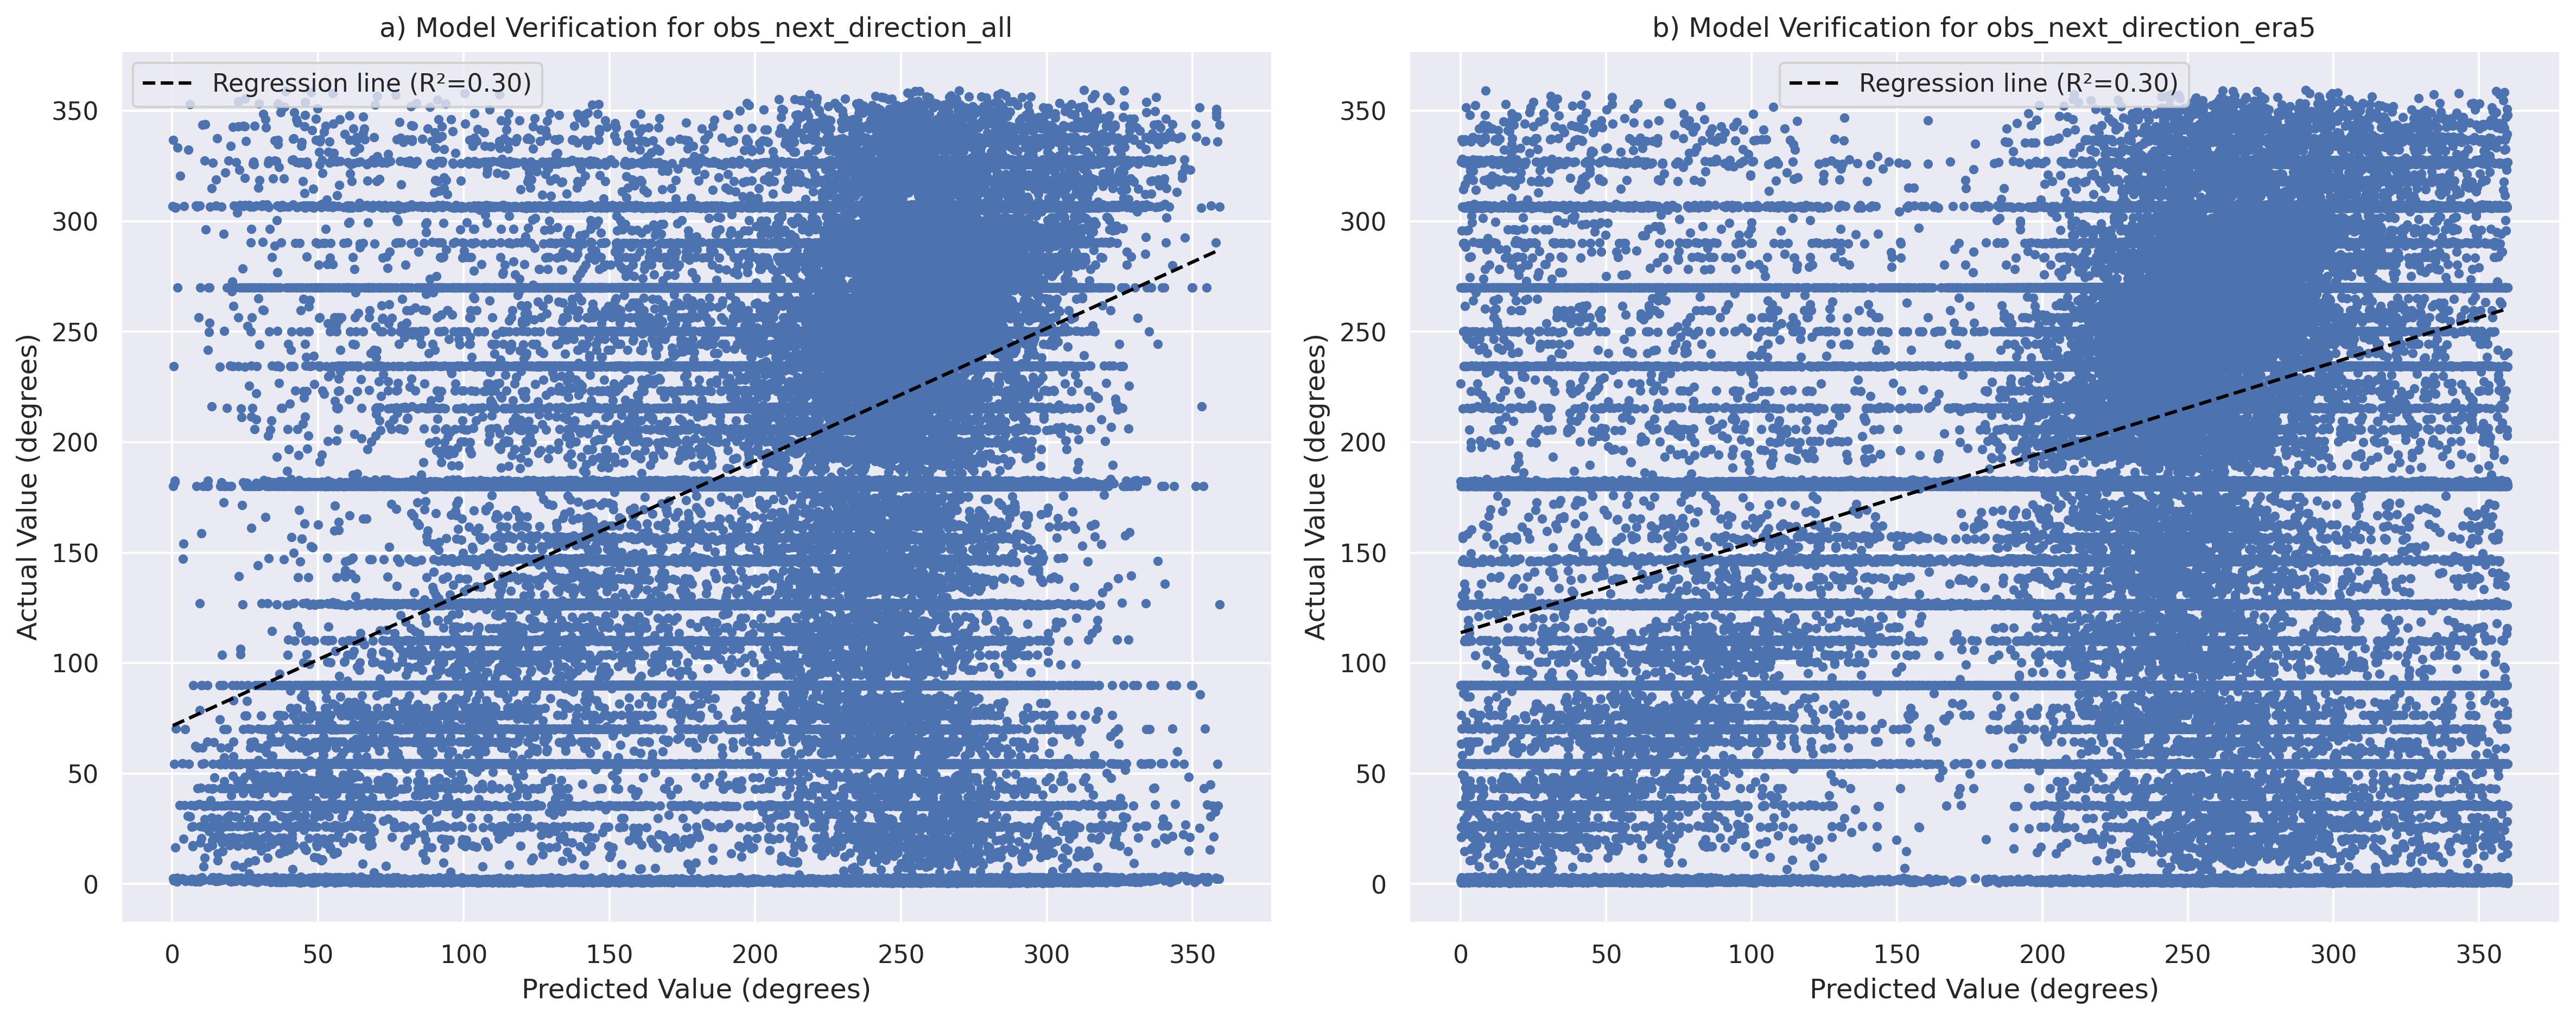 a) Model Verification for obs_next_direction_all
Regression line (R²=0.30)
350
300
250
200
150
100
50
0
Actual Value (degrees)
0 50 100 150 200 250 300 350
Predicted Value (degrees)
b) Model Verification for obs_next_direction_era5
Regression line (R²=0.30)
350
300
250
200
150
100
50
0
Actual Value (degrees)
0 50 100 150 200 250 300 350
Predicted Value (degrees)